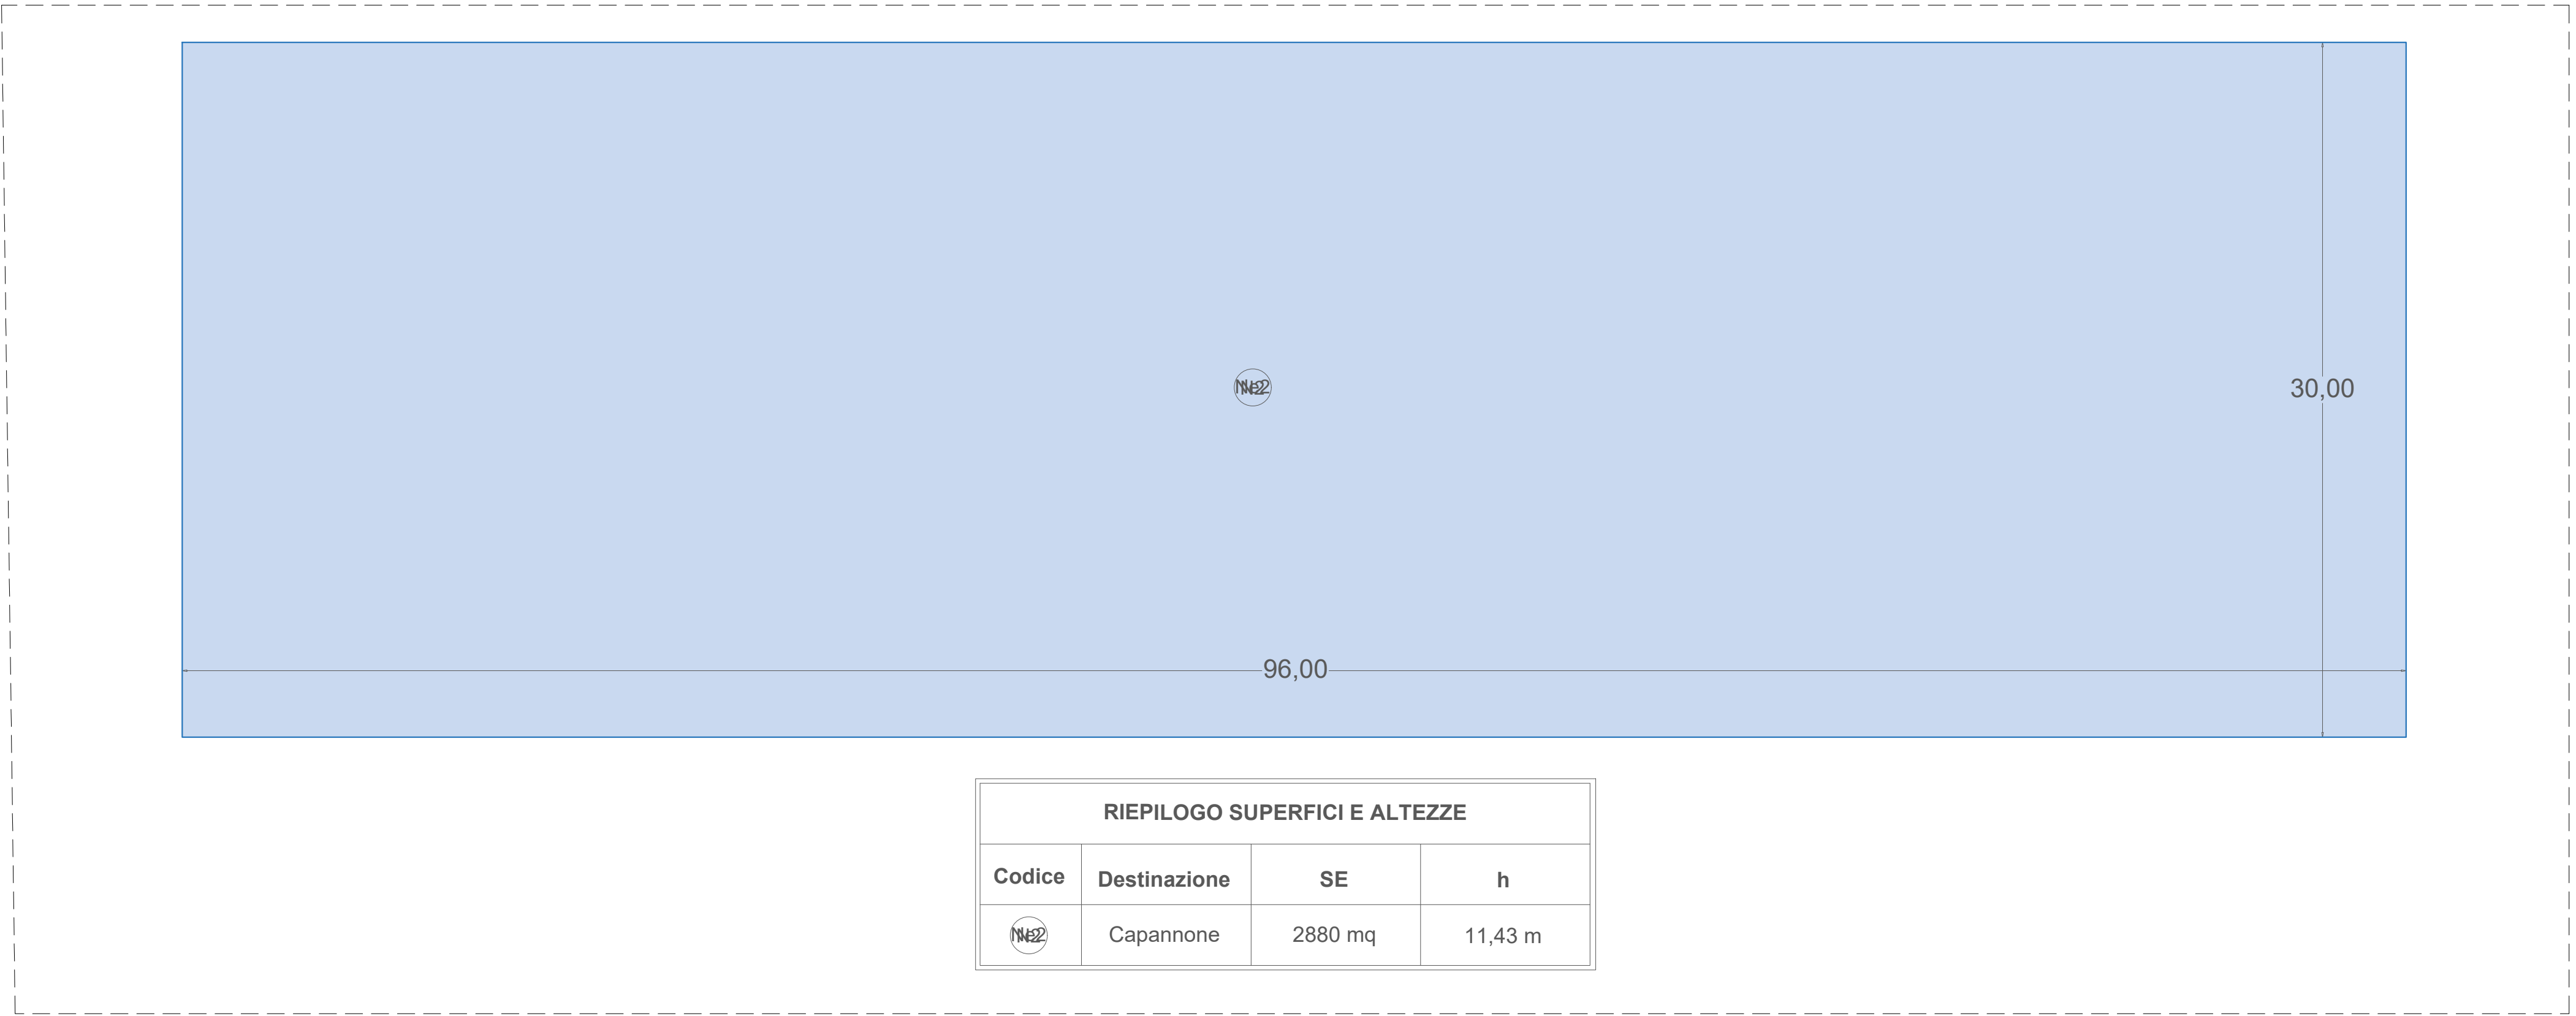 30,00
96,00
RIEPILOGO SUPERFICI E ALTEZZE
Codice Destinazione SE h
Capannone 2880 mq 11,43 m